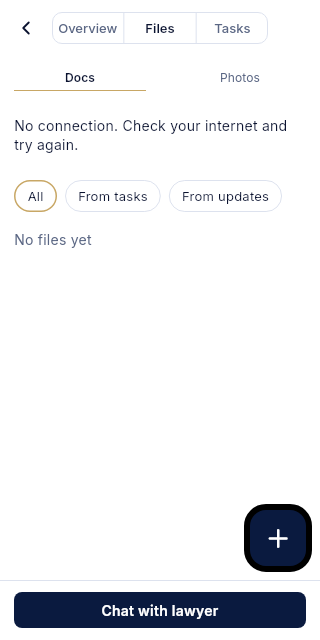 Overview Files Tasks
Docs Photos
No connection. Check your internet and
try again.
All From tasks From updates
No files yet
Chat with lawyer